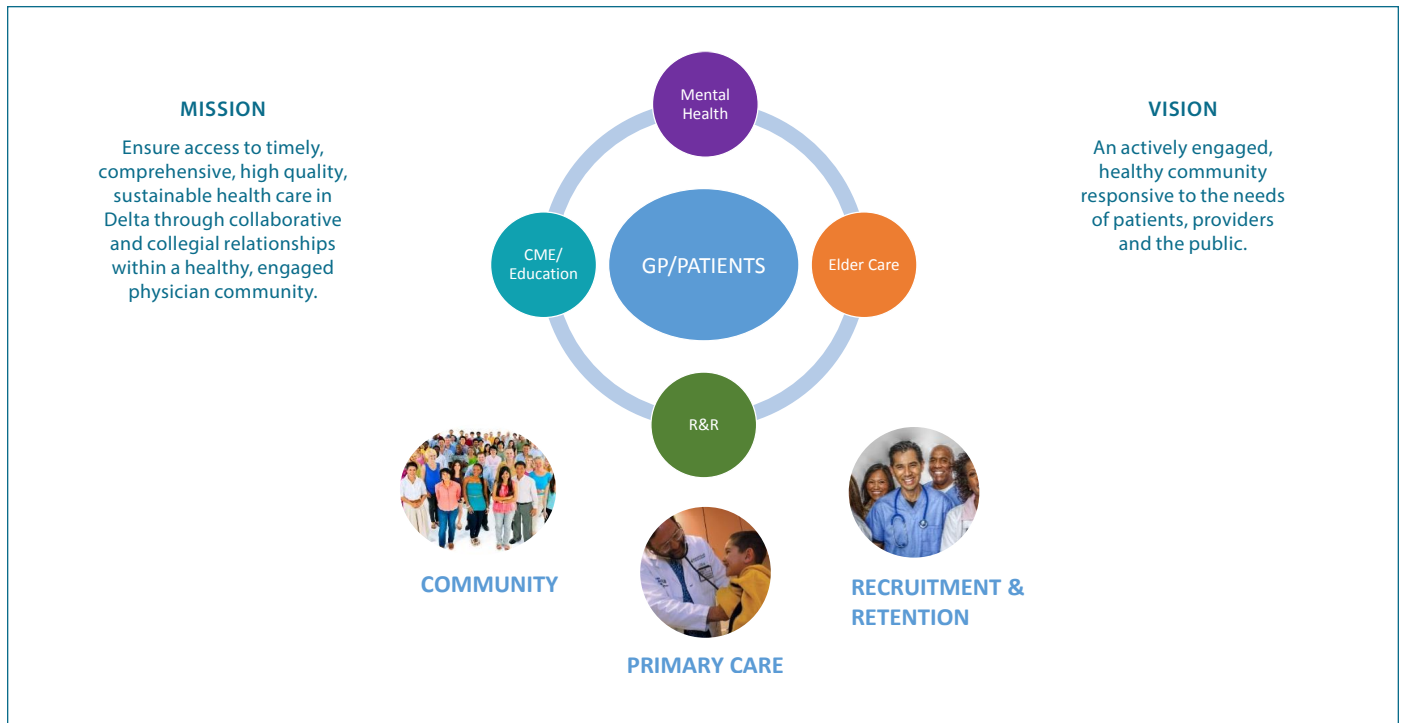 MISSION
Ensure access to timely,
comprehensive, high quality,
sustainable health care in
Delta through collaborative
and collegial relationships
within a healthy, engaged
physician community.
Mental
Health
CME/
Education
GP/PATIENTS
Elder Care
R&R
VISION
An actively engaged,
healthy community
responsive to the needs
of patients, providers
and the public.
COMMUNITY
PRIMARY CARE
RECRUITMENT &
RETENTION